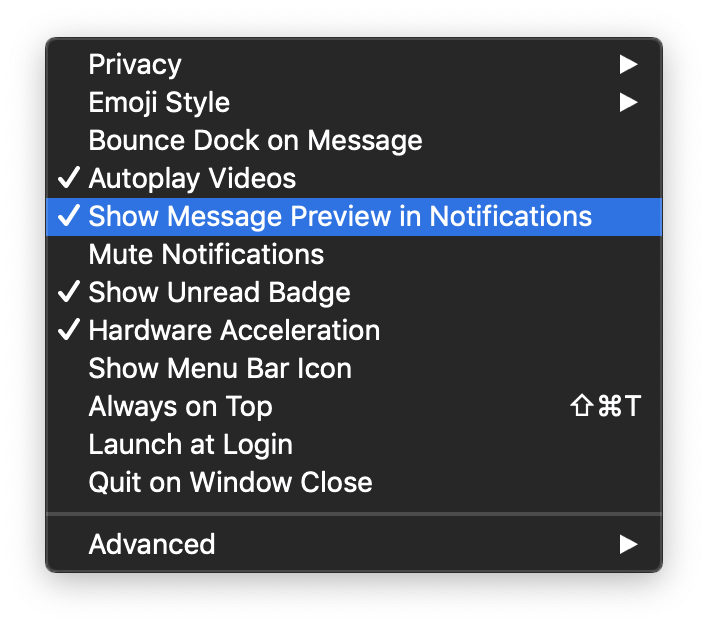 Privacy ▶
Emoji Style ▶
Bounce Dock on Message
✓ Autoplay Videos
✓ Show Message Preview in Notifications
Mute Notifications
✓ Show Unread Badge
✓ Hardware Acceleration
Show Menu Bar Icon
Always on Top ⇧⌘T
Launch at Login
Quit on Window Close
Advanced ▶